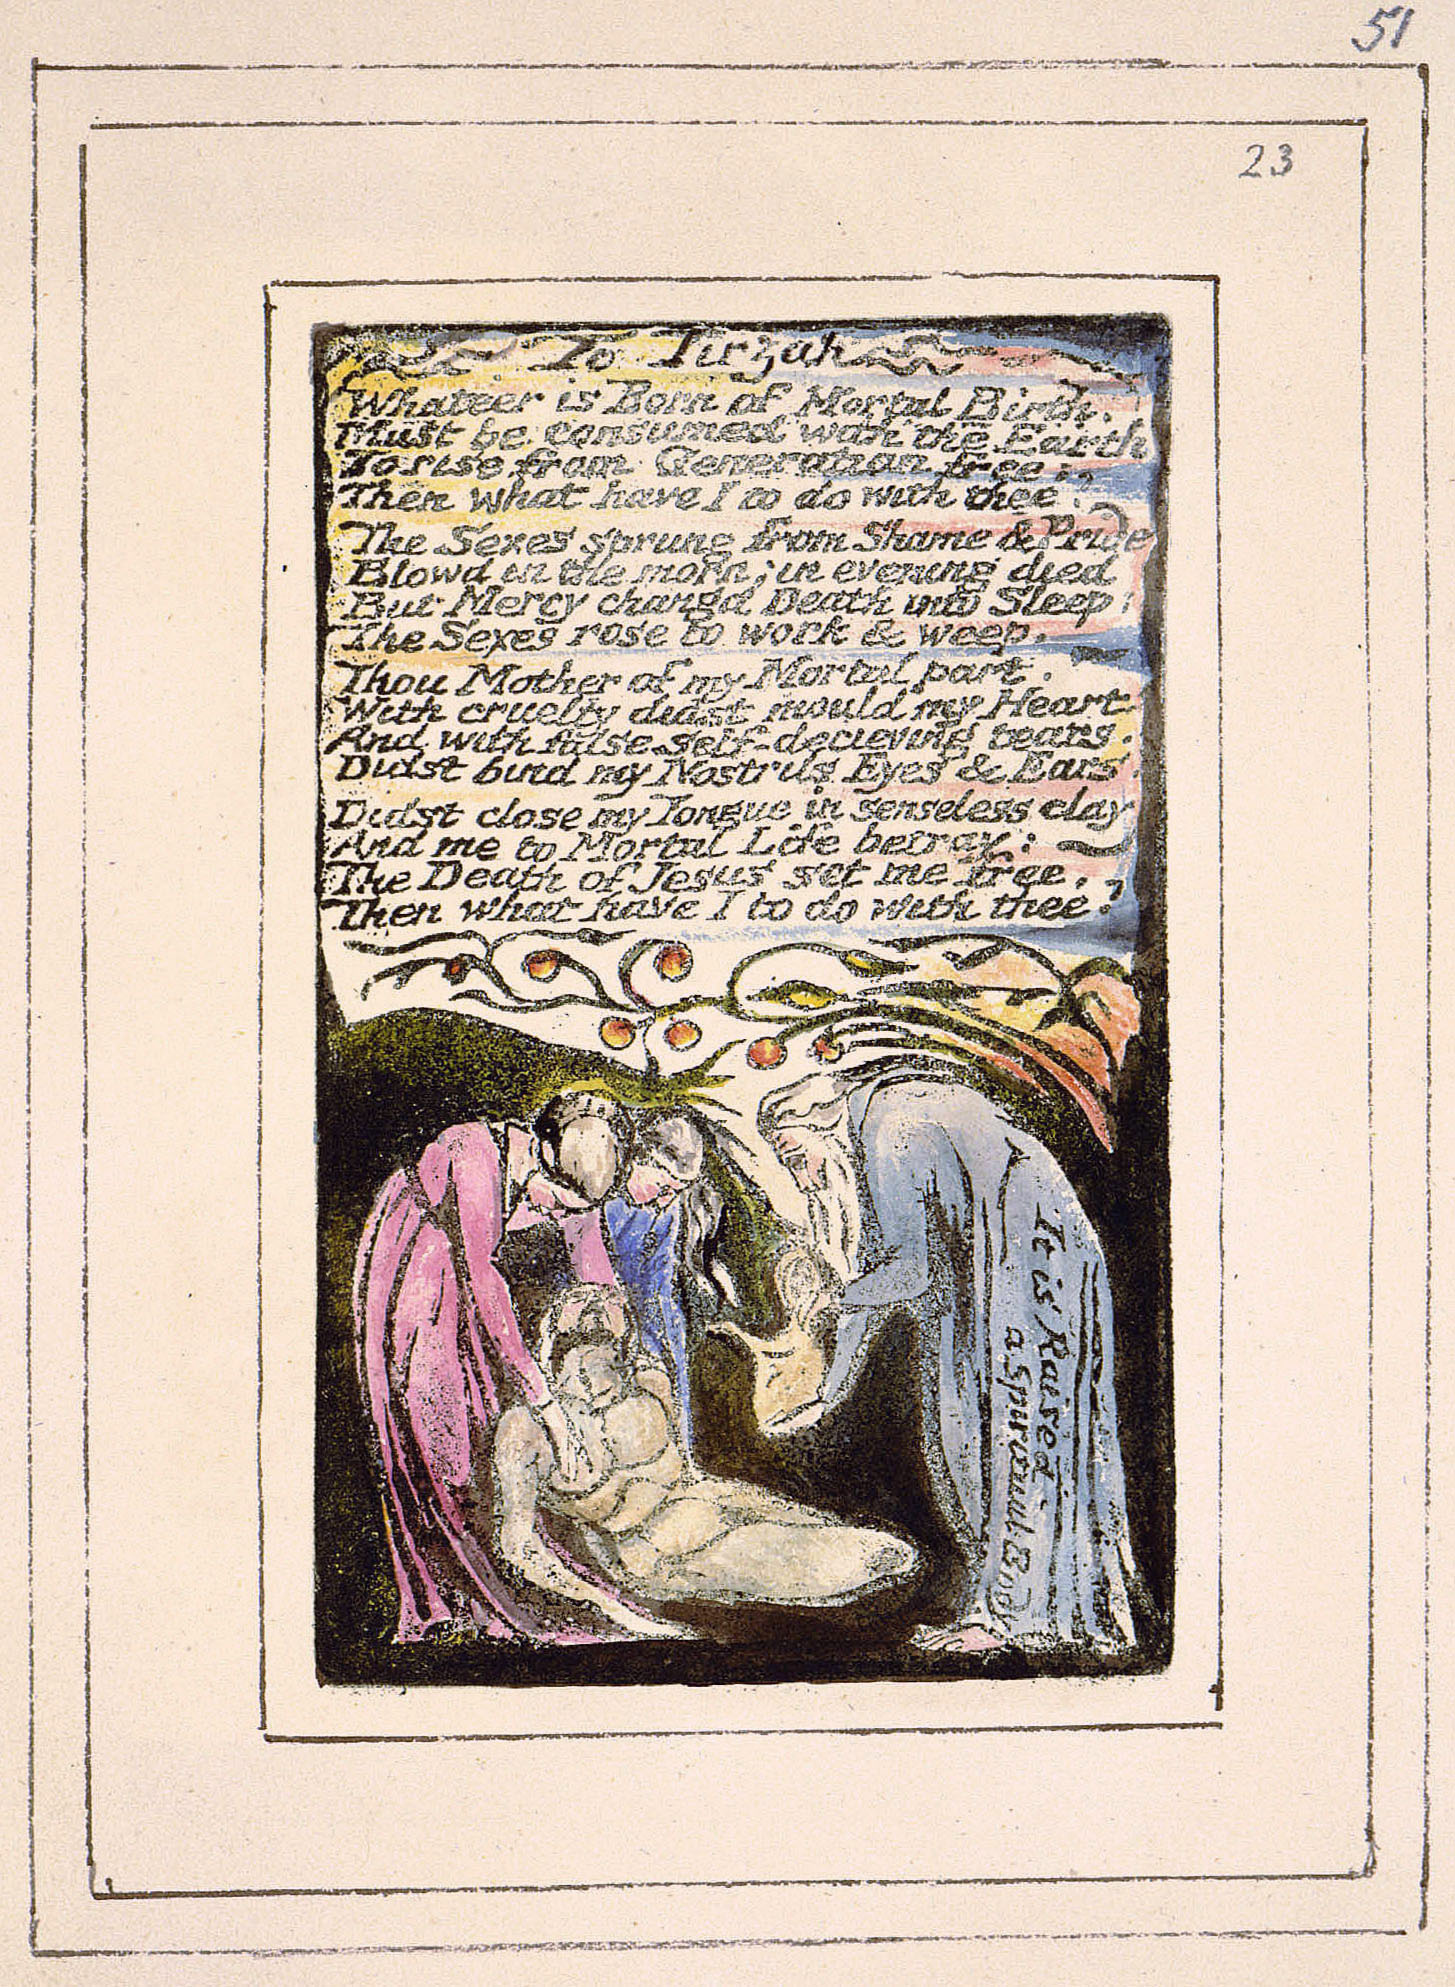 51
23
To Tirzah
Whateer is Born of Mortal Birth,
Must be consumed with the Earth
To rise from Generation free:
Then what have I to do with thee?
The Sexes sprung from Shame & Pride
Blowd in the morn; in evening died
But Mercy changd Death into Sleep;
The Sexes rose to work & weep.
Thou Mother of my Mortal part.
With cruelty didst mould my Heart.
And with false self-decieving tears.
Didst bind my Nostrils Eyes & Ears.
Didst close my Tongue in senseless clay
And me to Mortal Life betray:
The Death of Jesus set me free,
Then what have I to do with thee?
It is Raised
a Spiritual Body